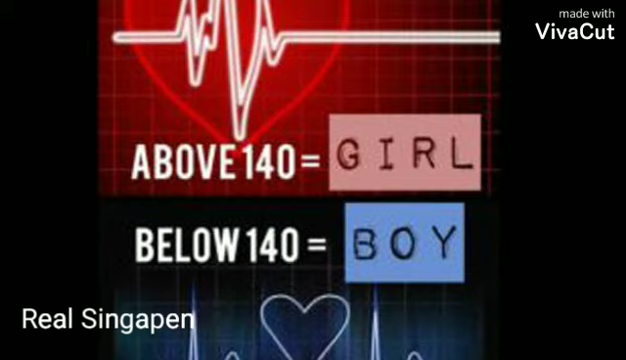 made with
VivaCut
ABOVE 140 = GIRL
BELOW 140 = BOY
Real Singapen